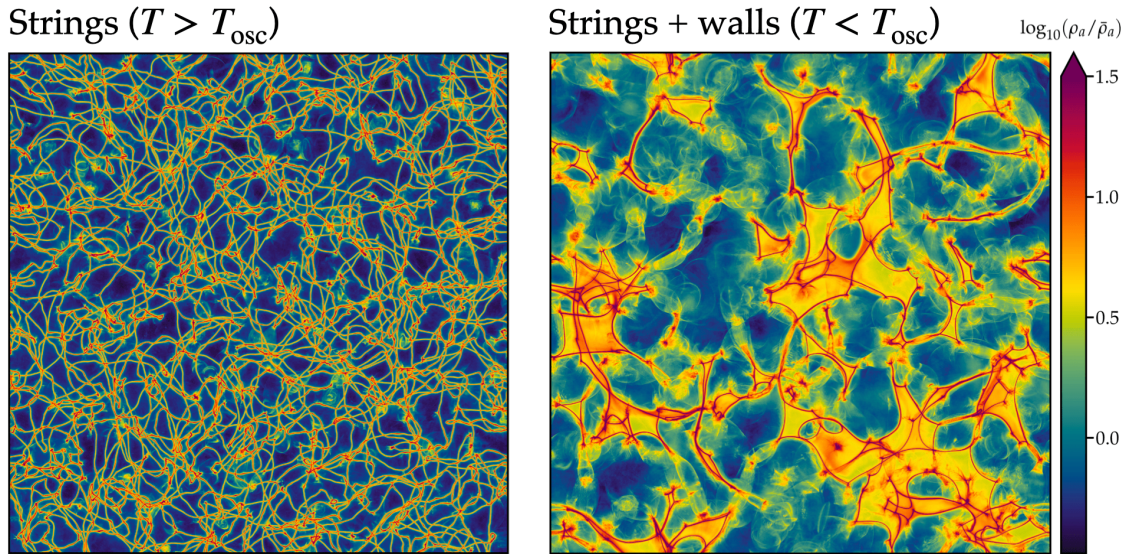 Strings (T > T_osc)
Strings + walls (T < T_osc)
log₁₀(ρₐ/ρ̄ₐ)
1.5
1.0
0.5
0.0